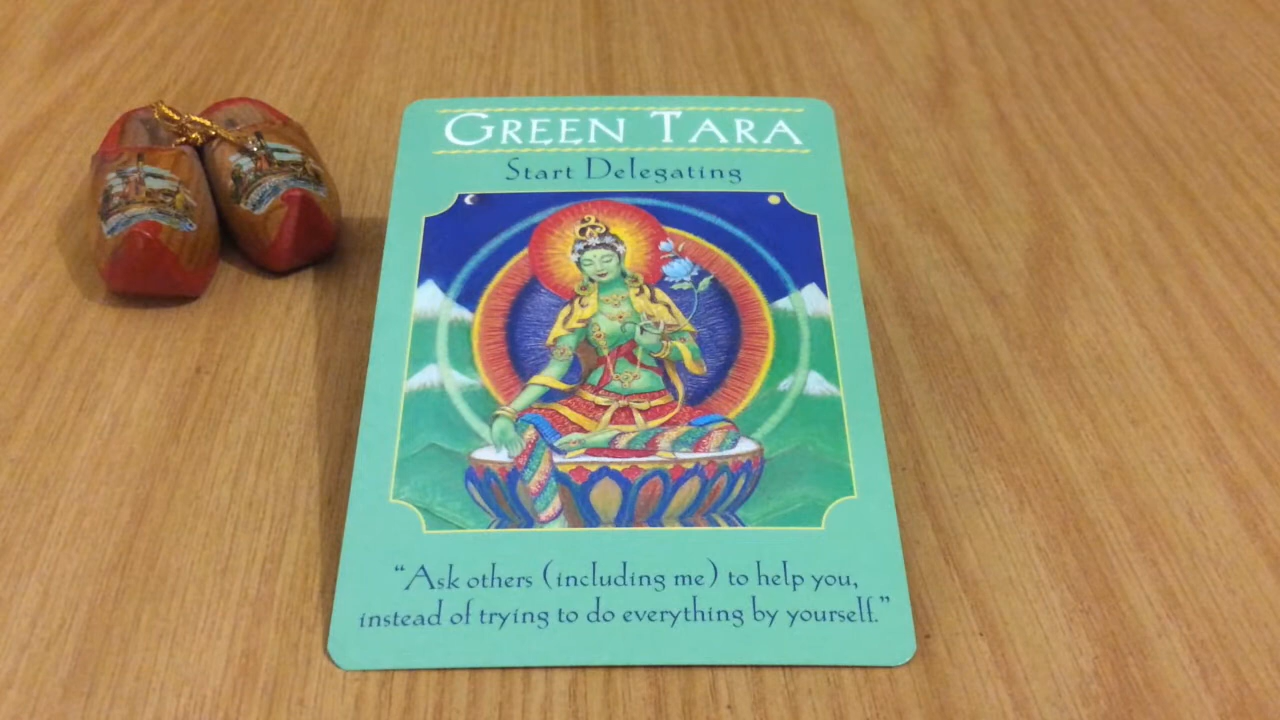 GREEN TARA
Start Delegating
“Ask others (including me) to help you,
instead of trying to do everything by yourself.”